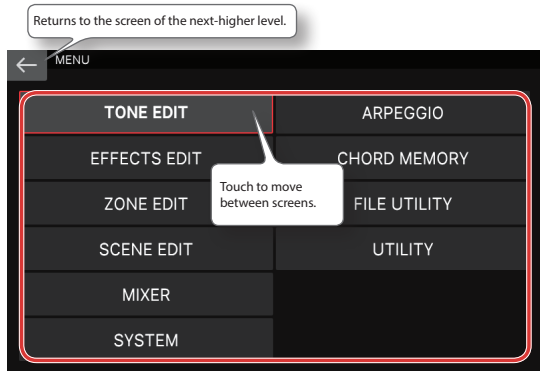 Returns to the screen of the next-higher level.
MENU
TONE EDIT
ARPEGGIO
EFFECTS EDIT
CHORD MEMORY
Touch to move
between screens.
ZONE EDIT
FILE UTILITY
SCENE EDIT
UTILITY
MIXER
SYSTEM